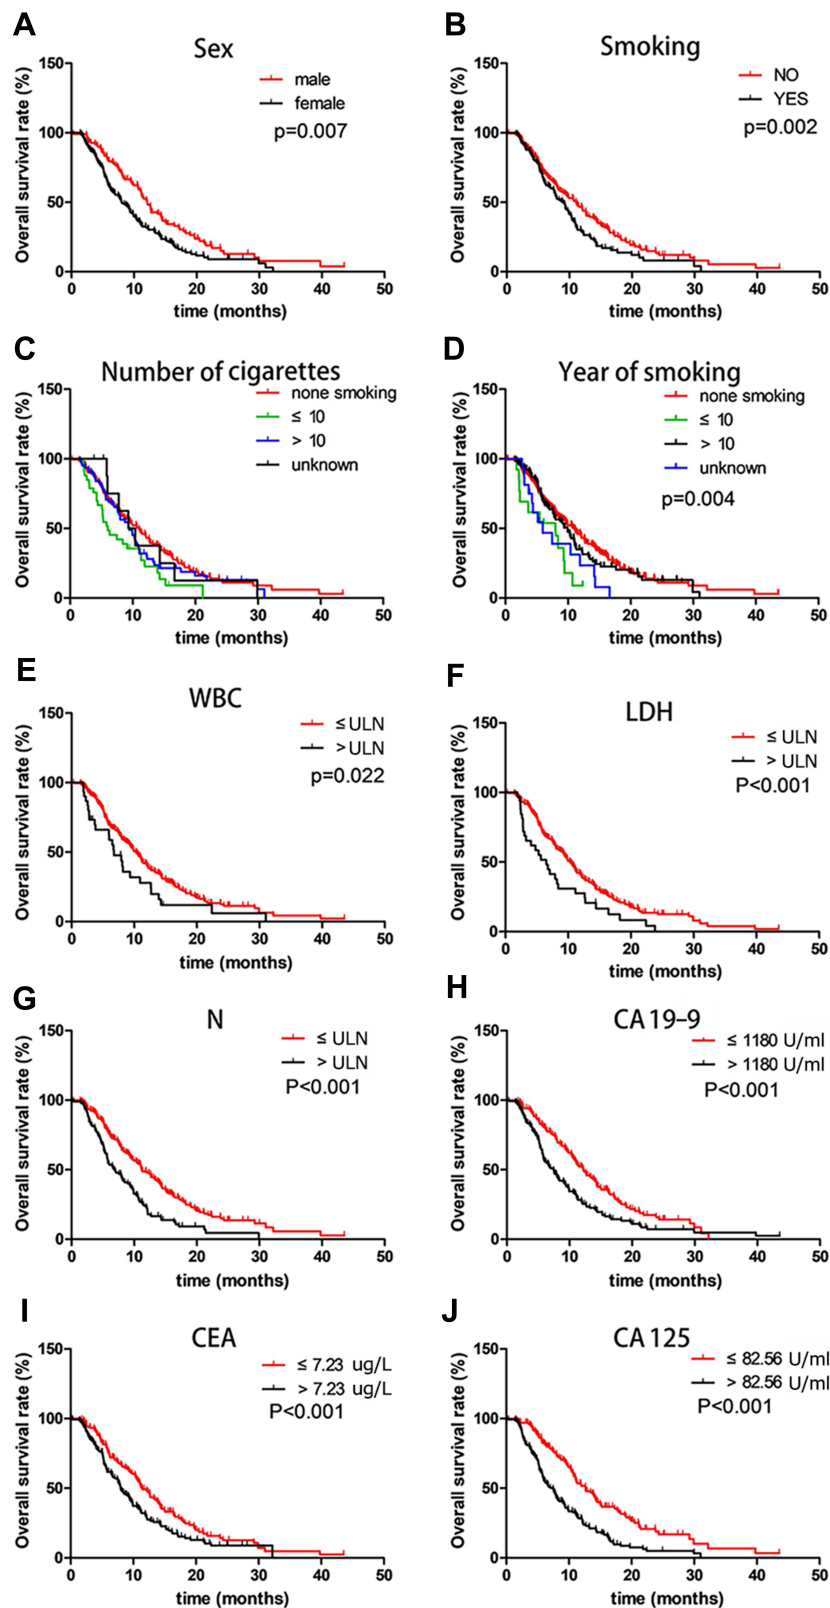 A
Sex
Overall survival rate (%)
150
100
50
0
male
female
p=0.007
0 10 20 30 40 50
time (months)
B
Smoking
Overall survival rate (%)
150
100
50
0
NO
YES
p=0.002
0 10 20 30 40 50
time (months)
C
Number of cigarettes
Overall survival rate (%)
150
100
50
0
none smoking
≤ 10
> 10
unknown
0 10 20 30 40 50
time (months)
D
Year of smoking
Overall survival rate (%)
150
100
50
0
none smoking
≤ 10
> 10
unknown
p=0.004
0 10 20 30 40 50
time (months)
E
WBC
Overall survival rate (%)
150
100
50
0
≤ ULN
> ULN
p=0.022
0 10 20 30 40 50
time (months)
F
LDH
Overall survival rate (%)
150
100
50
0
≤ ULN
> ULN
P<0.001
0 10 20 30 40 50
time (months)
G
N
Overall survival rate (%)
150
100
50
0
≤ ULN
> ULN
P<0.001
0 10 20 30 40 50
time (months)
H
CA 19-9
Overall survival rate (%)
150
100
50
0
≤ 1180 U/ml
> 1180 U/ml
P<0.001
0 10 20 30 40 50
time (months)
I
CEA
Overall survival rate (%)
150
100
50
0
≤ 7.23 ug/L
> 7.23 ug/L
P<0.001
0 10 20 30 40 50
time (months)
J
CA 125
Overall survival rate (%)
150
100
50
0
≤ 82.56 U/ml
> 82.56 U/ml
P<0.001
0 10 20 30 40 50
time (months)